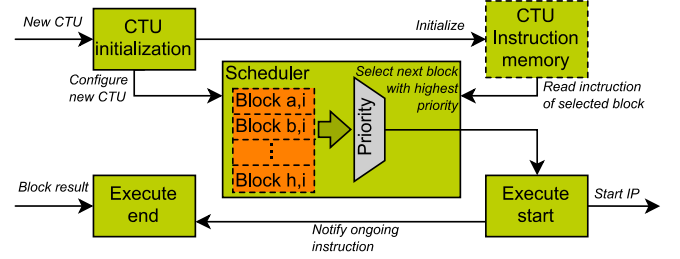 New CTU
CTU
initialization
Initialize
CTU
Instruction
memory
Configure
new CTU
Scheduler
Select next block
with highest
priority
Read inctruction
of selected block
Block a,i
Block b,i
Block h,i
Priority
Block result
Execute
end
Notify ongoing
instruction
Execute
start
Start IP